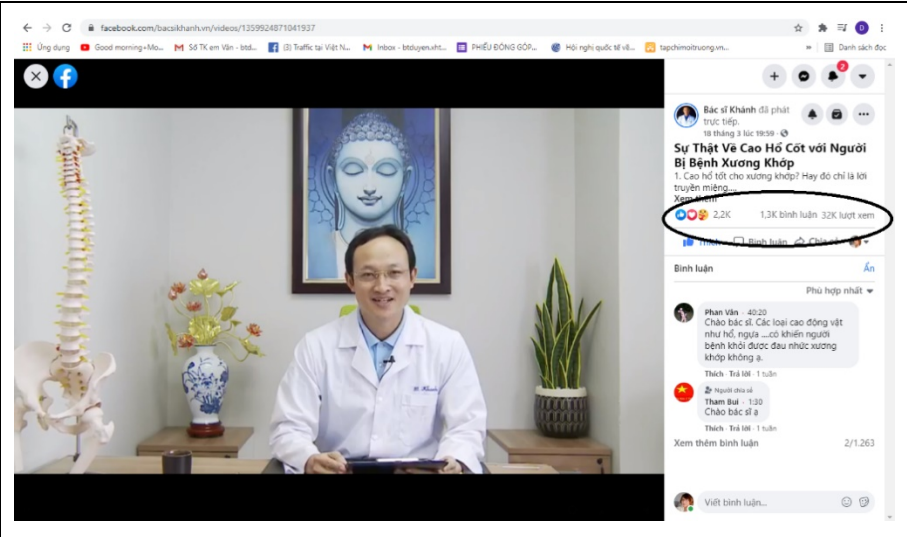 facebook.com/bacsikhanh.vn/videos/1359924871041937
Ứng dụng
Good morning+Mo...
Số TK em Vân - btd...
(3) Traffic tại Việt N...
Inbox - btduyen.xht...
PHIẾU ĐÓNG GÓP...
Hội nghị quốc tế về...
tapchimoitruong.vn...
Danh sách đọc
2
Bác sĩ Khánh đã phát
trực tiếp.
18 tháng 3 lúc 19:59
Sự Thật Về Cao Hổ Cốt với Người
Bị Bệnh Xương Khớp
1. Cao hổ tốt cho xương khớp? Hay đó chỉ là lời
truyền miệng....
Xem thêm
2,2K 1,3K bình luận 32K lượt xem
Thích Bình luận Chia sẻ
Bình luận Ẩn
Phù hợp nhất
Phan Văn · 40:20
Chào bác sĩ. Các loại cao động vật
như hổ, ngựa ....có khiến người
bệnh khỏi được đau nhức xương
khớp không ạ.
Thích · Trả lời · 1 tuần
Người chia sẻ
Tham Bui · 1:30
Chào bác sĩ ạ
Thích · Trả lời · 1 tuần
Xem thêm bình luận 2/1.263
Viết bình luận...